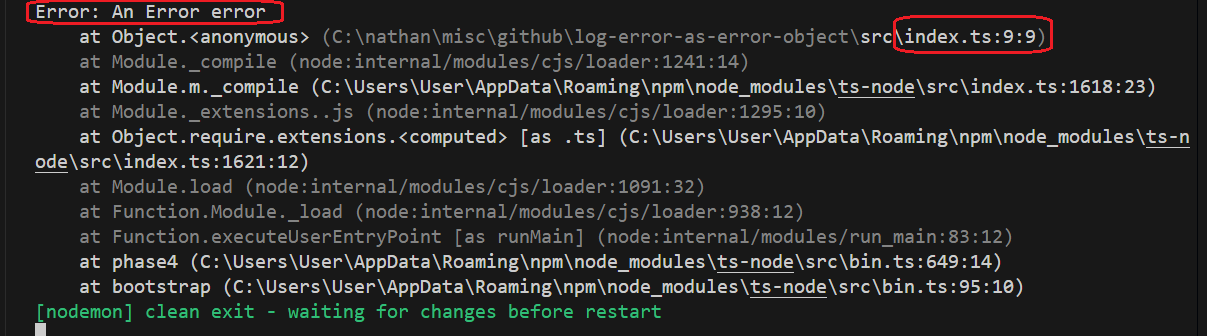 Error: An Error error
at Object.<anonymous> (C:\nathan\misc\github\log-error-as-error-object\src\index.ts:9:9)
at Module._compile (node:internal/modules/cjs/loader:1241:14)
at Module.m._compile (C:\Users\User\AppData\Roaming\npm\node_modules\ts-node\src\index.ts:1618:23)
at Module._extensions..js (node:internal/modules/cjs/loader:1295:10)
at Object.require.extensions.<computed> [as .ts] (C:\Users\User\AppData\Roaming\npm\node_modules\ts-n
ode\src\index.ts:1621:12)
at Module.load (node:internal/modules/cjs/loader:1091:32)
at Function.Module._load (node:internal/modules/cjs/loader:938:12)
at Function.executeUserEntryPoint [as runMain] (node:internal/modules/run_main:83:12)
at phase4 (C:\Users\User\AppData\Roaming\npm\node_modules\ts-node\src\bin.ts:649:14)
at bootstrap (C:\Users\User\AppData\Roaming\npm\node_modules\ts-node\src\bin.ts:95:10)
[nodemon] clean exit - waiting for changes before restart